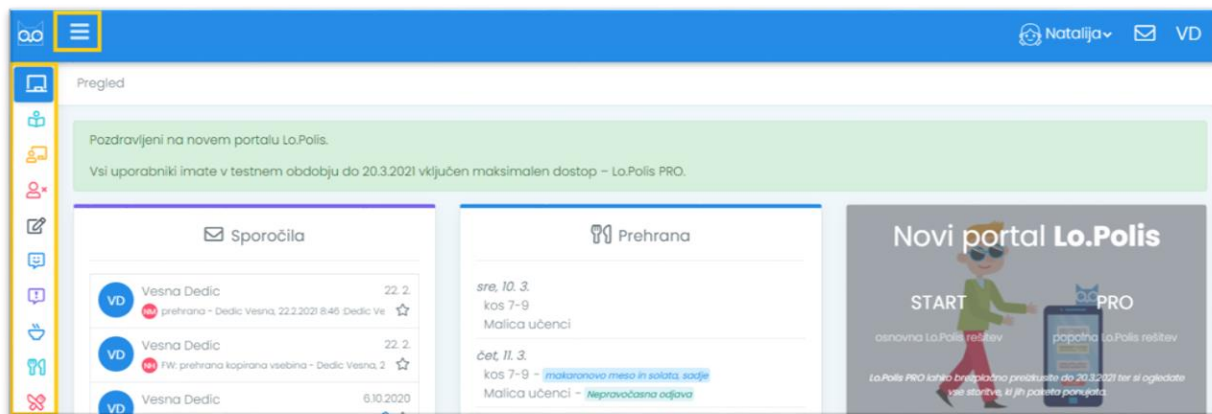 Natalija
VD
Pregled
Pozdravljeni na novem portalu Lo.Polis.
Vsi uporabniki imate v testnem obdobju do 20.3.2021 vključen maksimalen dostop – Lo.Polis PRO.
Sporočila
VD
Vesna Dedic
22. 2.
NM
prehrana - Dedic Vesna, 22.2.2021 8:46 :Dedic Ve
VD
Vesna Dedic
22. 2.
FW: prehrana kopirana vsebina - Dedic Vesna, 2
VD
Vesna Dedic
6.10.2020
Prehrana
sre, 10. 3.
kos 7-9
Malica učenci
čet, 11. 3.
kos 7-9 - makaronovo meso in solata, sadje
Malica učenci - Nepravočasna odjava
Novi portal Lo.Polis
START
osnovna Lo.Polis rešitev
PRO
popolna Lo.Polis rešitev
Lo.Polis PRO lahko brezplačno preizkusite do 20.3.2021 ter si ogledate
vse storitve, ki jih paketa ponujata.